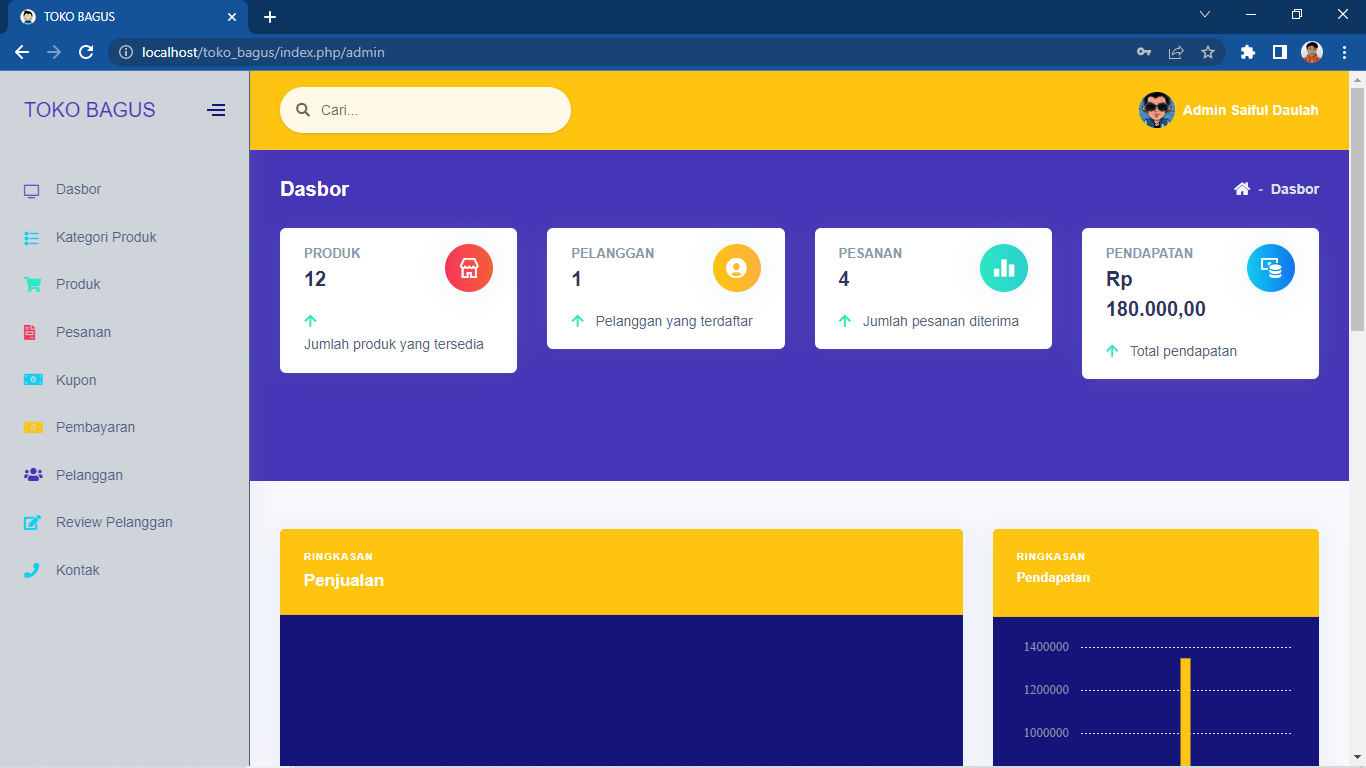 TOKO BAGUS
localhost/toko_bagus/index.php/admin
TOKO BAGUS
Dasbor
Kategori Produk
Produk
Pesanan
Kupon
Pembayaran
Pelanggan
Review Pelanggan
Kontak
Cari...
Admin Saiful Daulah
Dasbor
- Dasbor
PRODUK
12
Jumlah produk yang tersedia
PELANGGAN
1
Pelanggan yang terdaftar
PESANAN
4
Jumlah pesanan diterima
PENDAPATAN
Rp
180.000,00
Total pendapatan
RINGKASAN
Penjualan
RINGKASAN
Pendapatan
1400000
1200000
1000000